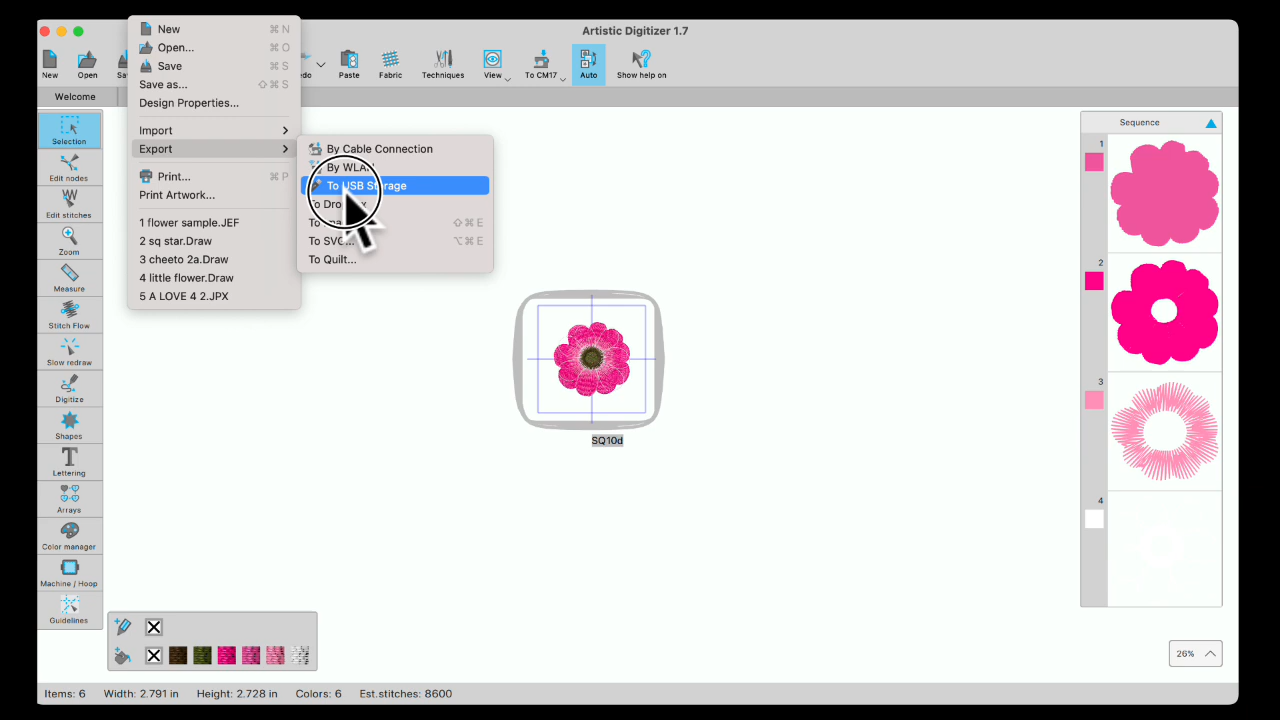 Artistic Digitizer 1.7
New
Open
Paste
Fabric
Techniques
View
To CM17
Auto
Show help on
Welcome
New ⌘ N
Open... ⌘ O
Save ⌘ S
Save as... ⇧ ⌘ S
Design Properties...
Import
Export
Print... ⌘ P
Print Artwork...
1 flower sample.JEF
2 sq star.Draw
3 cheeto 2a.Draw
4 little flower.Draw
5 A LOVE 4 2.JPX
By Cable Connection
By WLAN
To USB Storage
To
⇧ ⌘ E
To SVG... ⌥ ⌘ E
To Quilt...
Selection
Edit nodes
Edit stitches
Zoom
Measure
Stitch Flow
Slow redraw
Digitize
Shapes
Lettering
Arrays
Color manager
Machine / Hoop
Guidelines
SQ10d
Sequence
1
2
3
4
26%
Items: 6 Width: 2.791 in Height: 2.728 in Colors: 6 Est.stitches: 8600